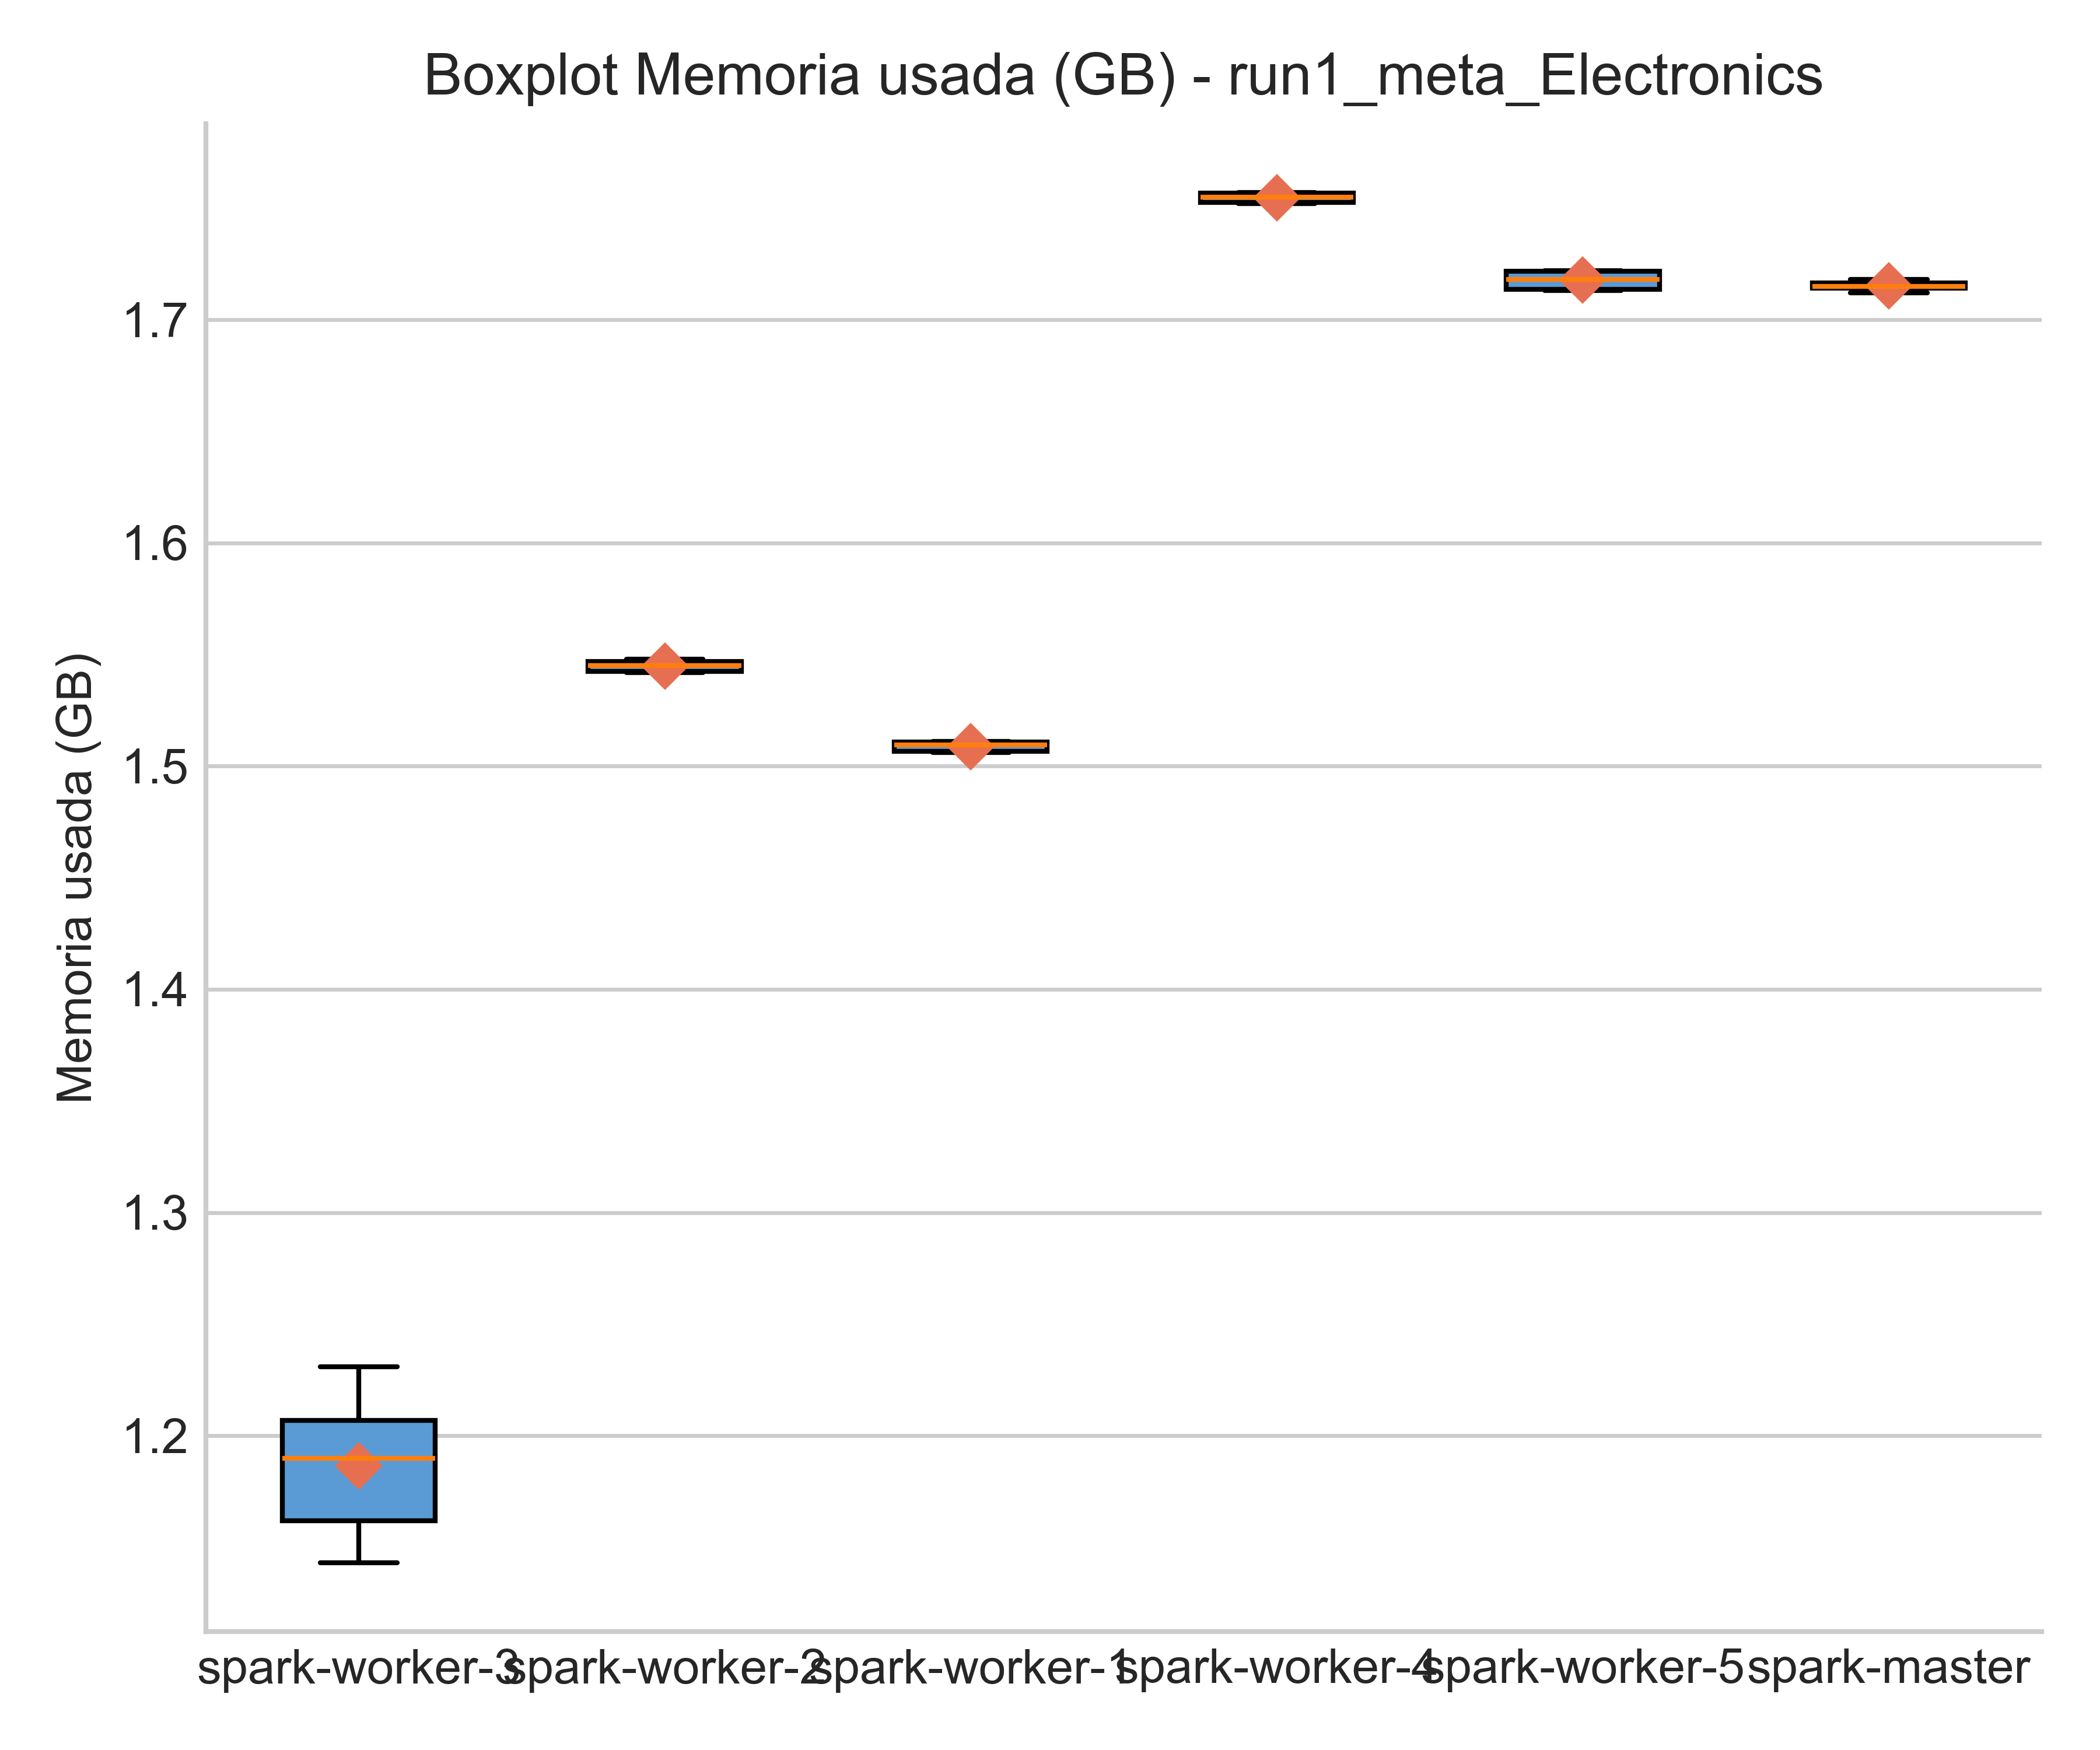 Boxplot Memoria usada (GB) - run1_meta_Electronics
Memoria usada (GB)
1.7
1.6
1.5
1.4
1.3
1.2
spark-worker-3 spark-worker-2 spark-worker-1 spark-worker-4 spark-worker-5 spark-master